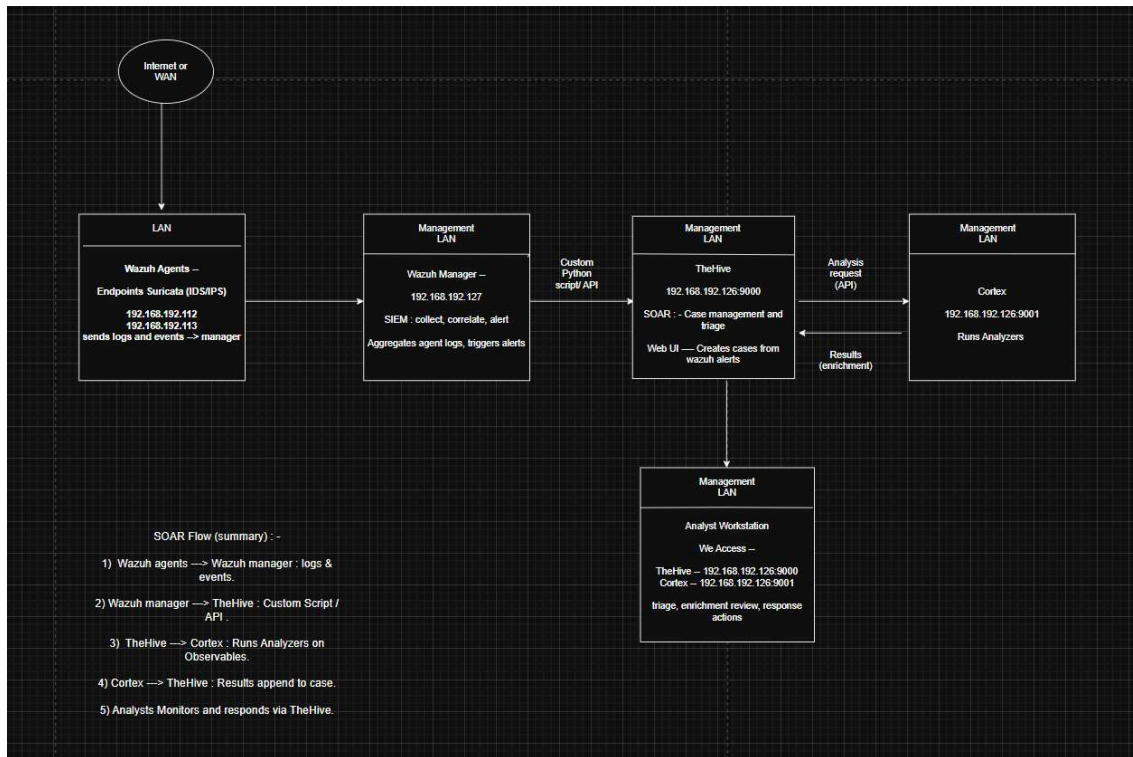 Internet or
WAN
LAN
Wazuh Agents --
Endpoints Suricata (IDS/IPS)
192.168.192.112
192.168.192.113
sends logs and events --> manager
Management
LAN
Wazuh Manager --
192.168.192.127
SIEM : collect, correlate, alert
Aggregates agent logs, triggers alerts
Custom
Python
script/ API
Management
LAN
TheHive
192.168.192.126:9000
SOAR : - Case management and
triage
Web UI ---- Creates cases from
wazuh alerts
Analysis
request
(API)
Results
(enrichment)
Management
LAN
Cortex
192.168.192.126:9001
Runs Analyzers
Management
LAN
Analyst Workstation
We Access --
TheHive -- 192.168.192.126:9000
Cortex -- 192.168.192.126:9001
triage, enrichment review, response
actions
SOAR Flow (summary) : -
1) Wazuh agents ---> Wazuh manager : logs &
events.
2) Wazuh manager ---> TheHive : Custom Script /
API .
3) TheHive ---> Cortex : Runs Analyzers on
Observables.
4) Cortex ---> TheHive : Results append to case.
5) Analysts Monitors and responds via TheHive.